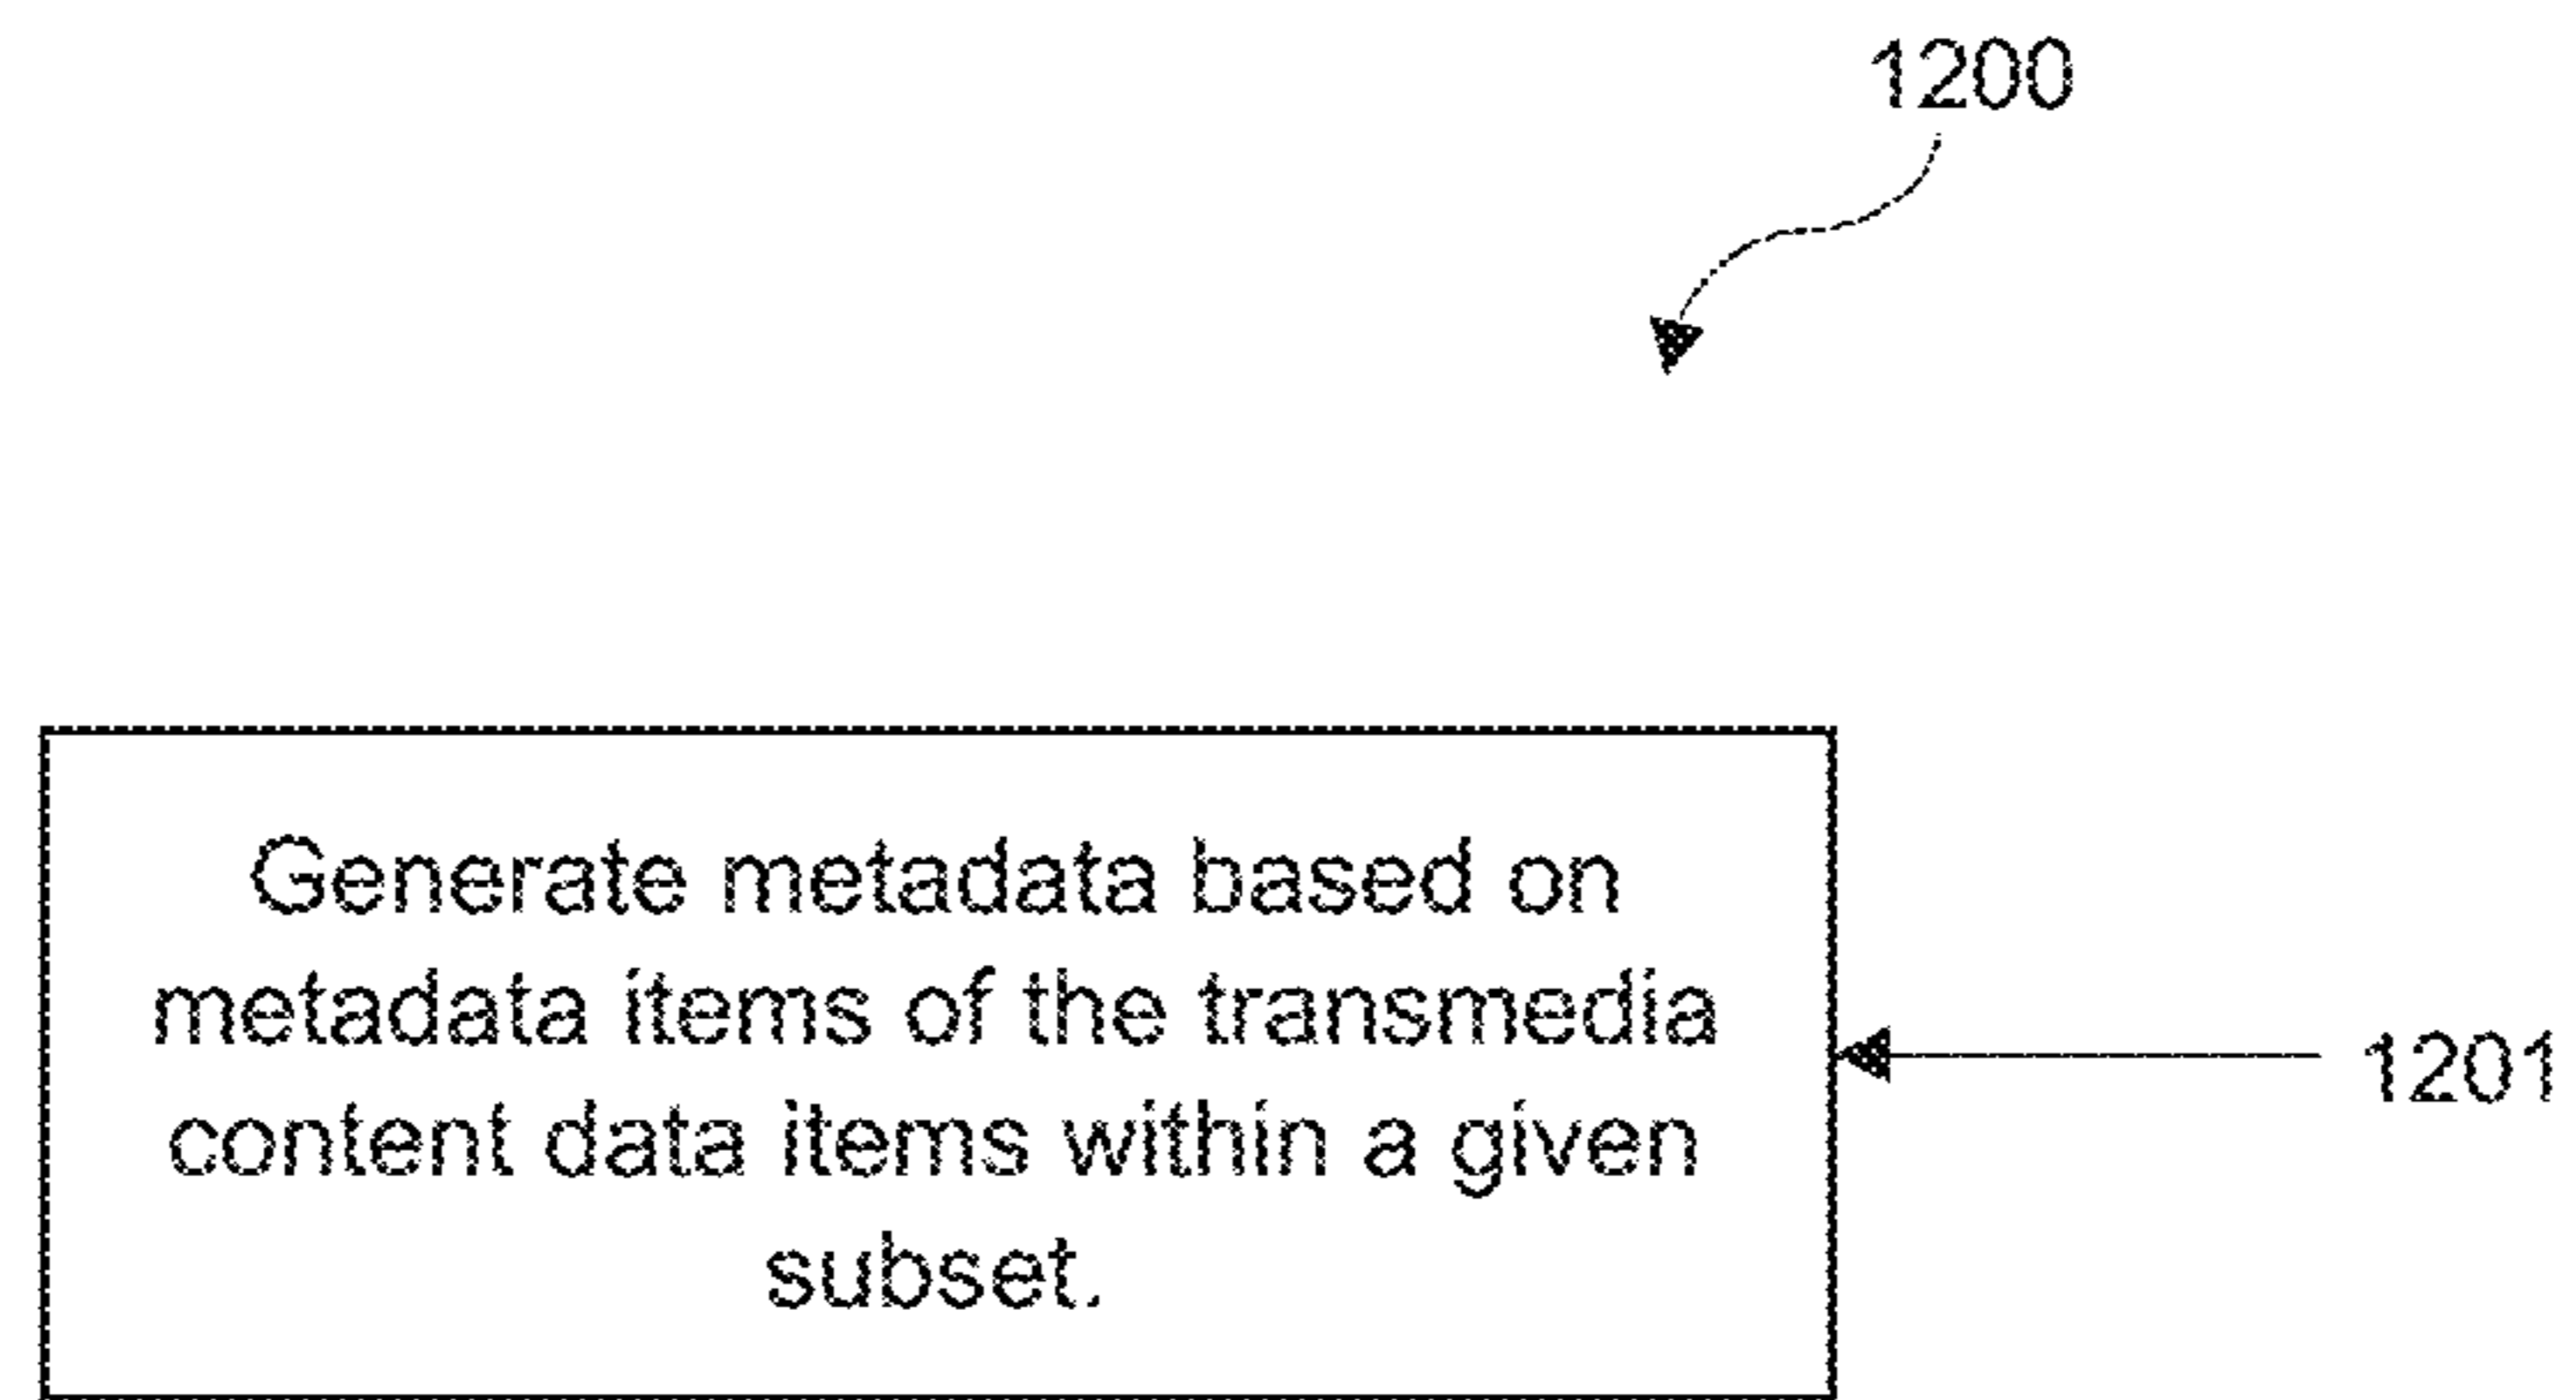 1200
Generate metadata based on
metadata items of the transmedia
content data items within a given
subset.
1201